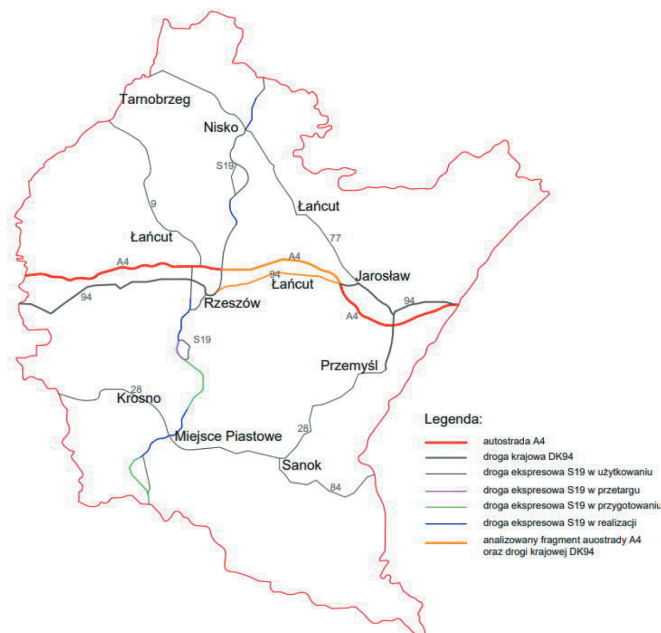 Tarnobrzeg
Nisko
S19
9
Łańcut
77
Łańcut
A4
A4
94
Jarosław
94
Łańcut
94
Rzeszów
A4
S19
Przemyśl
28
Krosno
28
Miejsce Piastowe
Sanok
84
Legenda:
autostrada A4
droga krajowa DK94
droga ekspresowa S19 w użytkowaniu
droga ekspresowa S19 w przetargu
droga ekspresowa S19 w przygotowaniu
droga ekspresowa S19 w realizacji
analizowany fragment auostrady A4
oraz drogi krajowej DK94